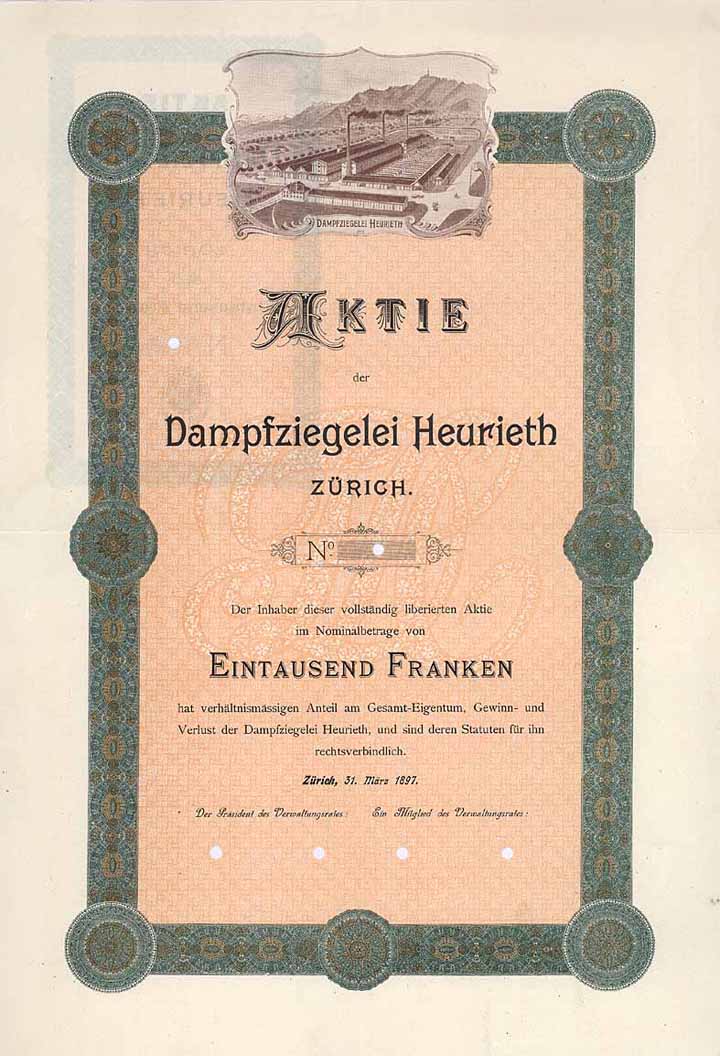 DAMPFZIEGELEI HEURIETH
AKTIE
der
Dampfziegelei Heurieth
ZÜRICH.
No
Der Inhaber dieser vollständig liberierten Aktie
im Nominalbetrage von
EINTAUSEND FRANKEN
hat verhältnismässigen Anteil am Gesamt-Eigentum, Gewinn- und
Verlust der Dampfziegelei Heurieth, und sind deren Statuten für ihn
rechtsverbindlich.
Zürich, 31. März 1897.
Der Präsident des Verwaltungsrates: Ein Mitglied des Verwaltungsrates: